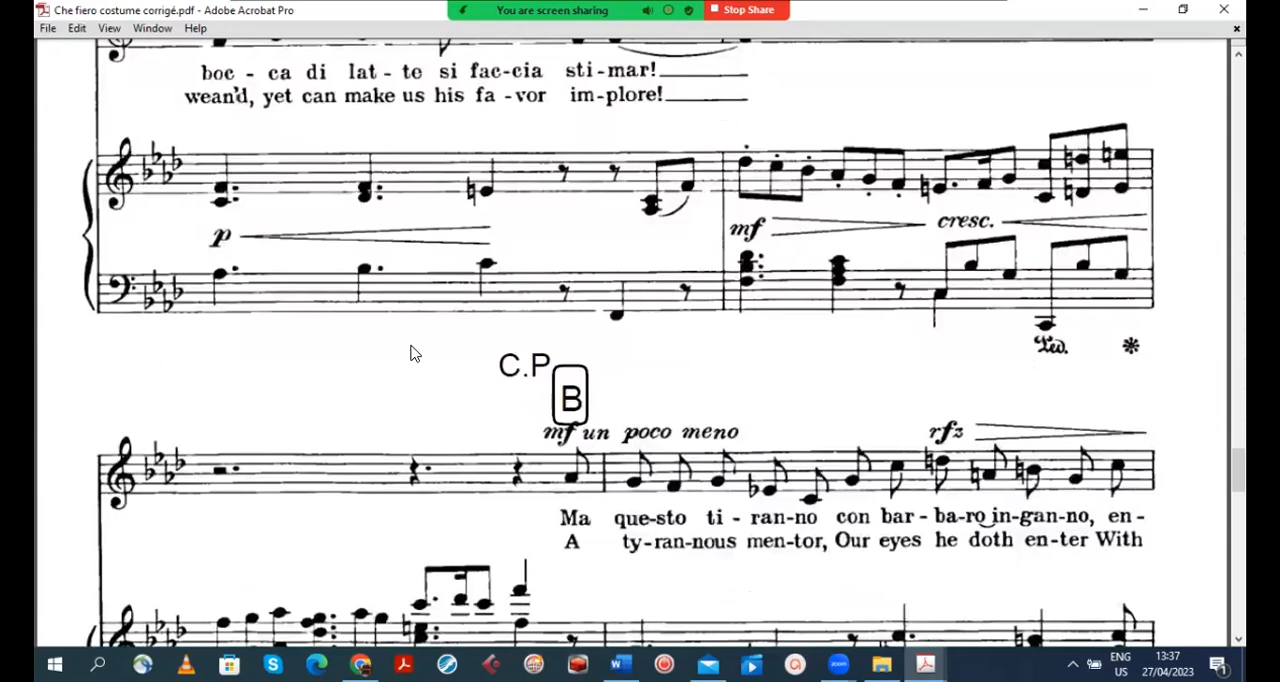 Che fiero costume corrigé.pdf - Adobe Acrobat Pro
You are screen sharing
Stop Share
File Edit View Window Help
boc - ca di lat - te si fac-cia sti-mar!
wean'd, yet can make us his fa - vor im-plore!
p
mf
cresc.
Ped.
C.P
B
mf un poco meno
rfz
Ma que-sto ti - ran-no con bar-ba-ro in-gan-no, en-
A ty-ran-nous men-tor, Our eyes he doth en-ter With
ENG
US
13:37
27/04/2023
1